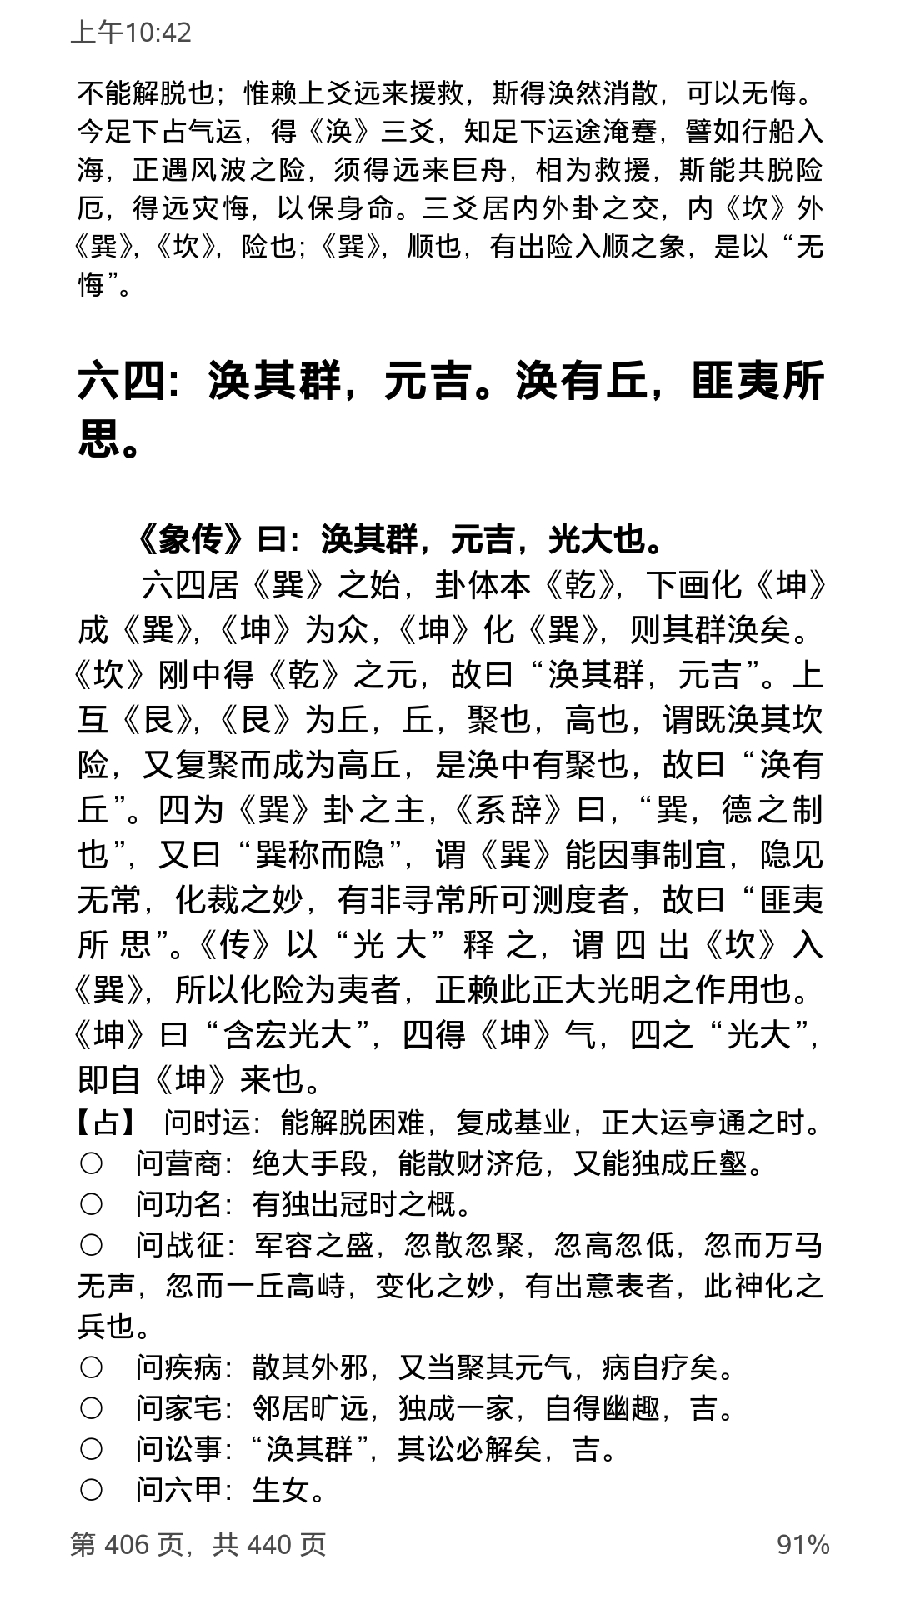 上午10:42
不能解脱也；惟赖上爻远来援救，斯得涣然消散，可以无悔。
今足下占气运，得《涣》三爻，知足下运途淹蹇，譬如行船入
海，正遇风波之险，须得远来巨舟，相为救援，斯能共脱险
厄，得远灾悔，以保身命。三爻居内外卦之交，内《坎》外
《巽》，《坎》，险也；《巽》，顺也，有出险入顺之象，是以“无
悔”。
六四：涣其群，元吉。涣有丘，匪夷所
思。
《象传》曰：涣其群，元吉，光大也。
六四居《巽》之始，卦体本《乾》，下画化《坤》
成《巽》，《坤》为众，《坤》化《巽》，则其群涣矣。
《坎》刚中得《乾》之元，故曰“涣其群，元吉”。上
互《艮》，《艮》为丘，丘，聚也，高也，谓既涣其坎
险，又复聚而成为高丘，是涣中有聚也，故曰“涣有
丘”。四为《巽》卦之主，《系辞》曰，“巽，德之制
也”，又曰“巽称而隐”，谓《巽》能因事制宜，隐见
无常，化裁之妙，有非寻常所可测度者，故曰“匪夷
所思”。《传》以“光大”释之，谓四出《坎》入
《巽》，所以化险为夷者，正赖此正大光明之作用也。
《坤》曰“含宏光大”，四得《坤》气，四之“光大”，
即自《坤》来也。
【占】 问时运：能解脱困难，复成基业，正大运亨通之时。
○ 问营商：绝大手段，能散财济危，又能独成丘壑。
○ 问功名：有独出冠时之概。
○ 问战征：军容之盛，忽散忽聚，忽高忽低，忽而万马
无声，忽而一丘高峙，变化之妙，有出意表者，此神化之
兵也。
○ 问疾病：散其外邪，又当聚其元气，病自疗矣。
○ 问家宅：邻居旷远，独成一家，自得幽趣，吉。
○ 问讼事：“涣其群”，其讼必解矣，吉。
○ 问六甲：生女。
第 406 页，共 440 页 91%